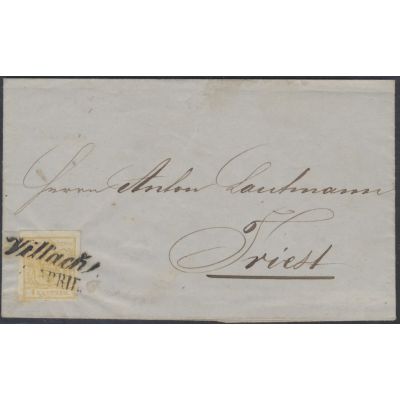 Herrn Anton Lautmann
Triest
Villach
APRIL